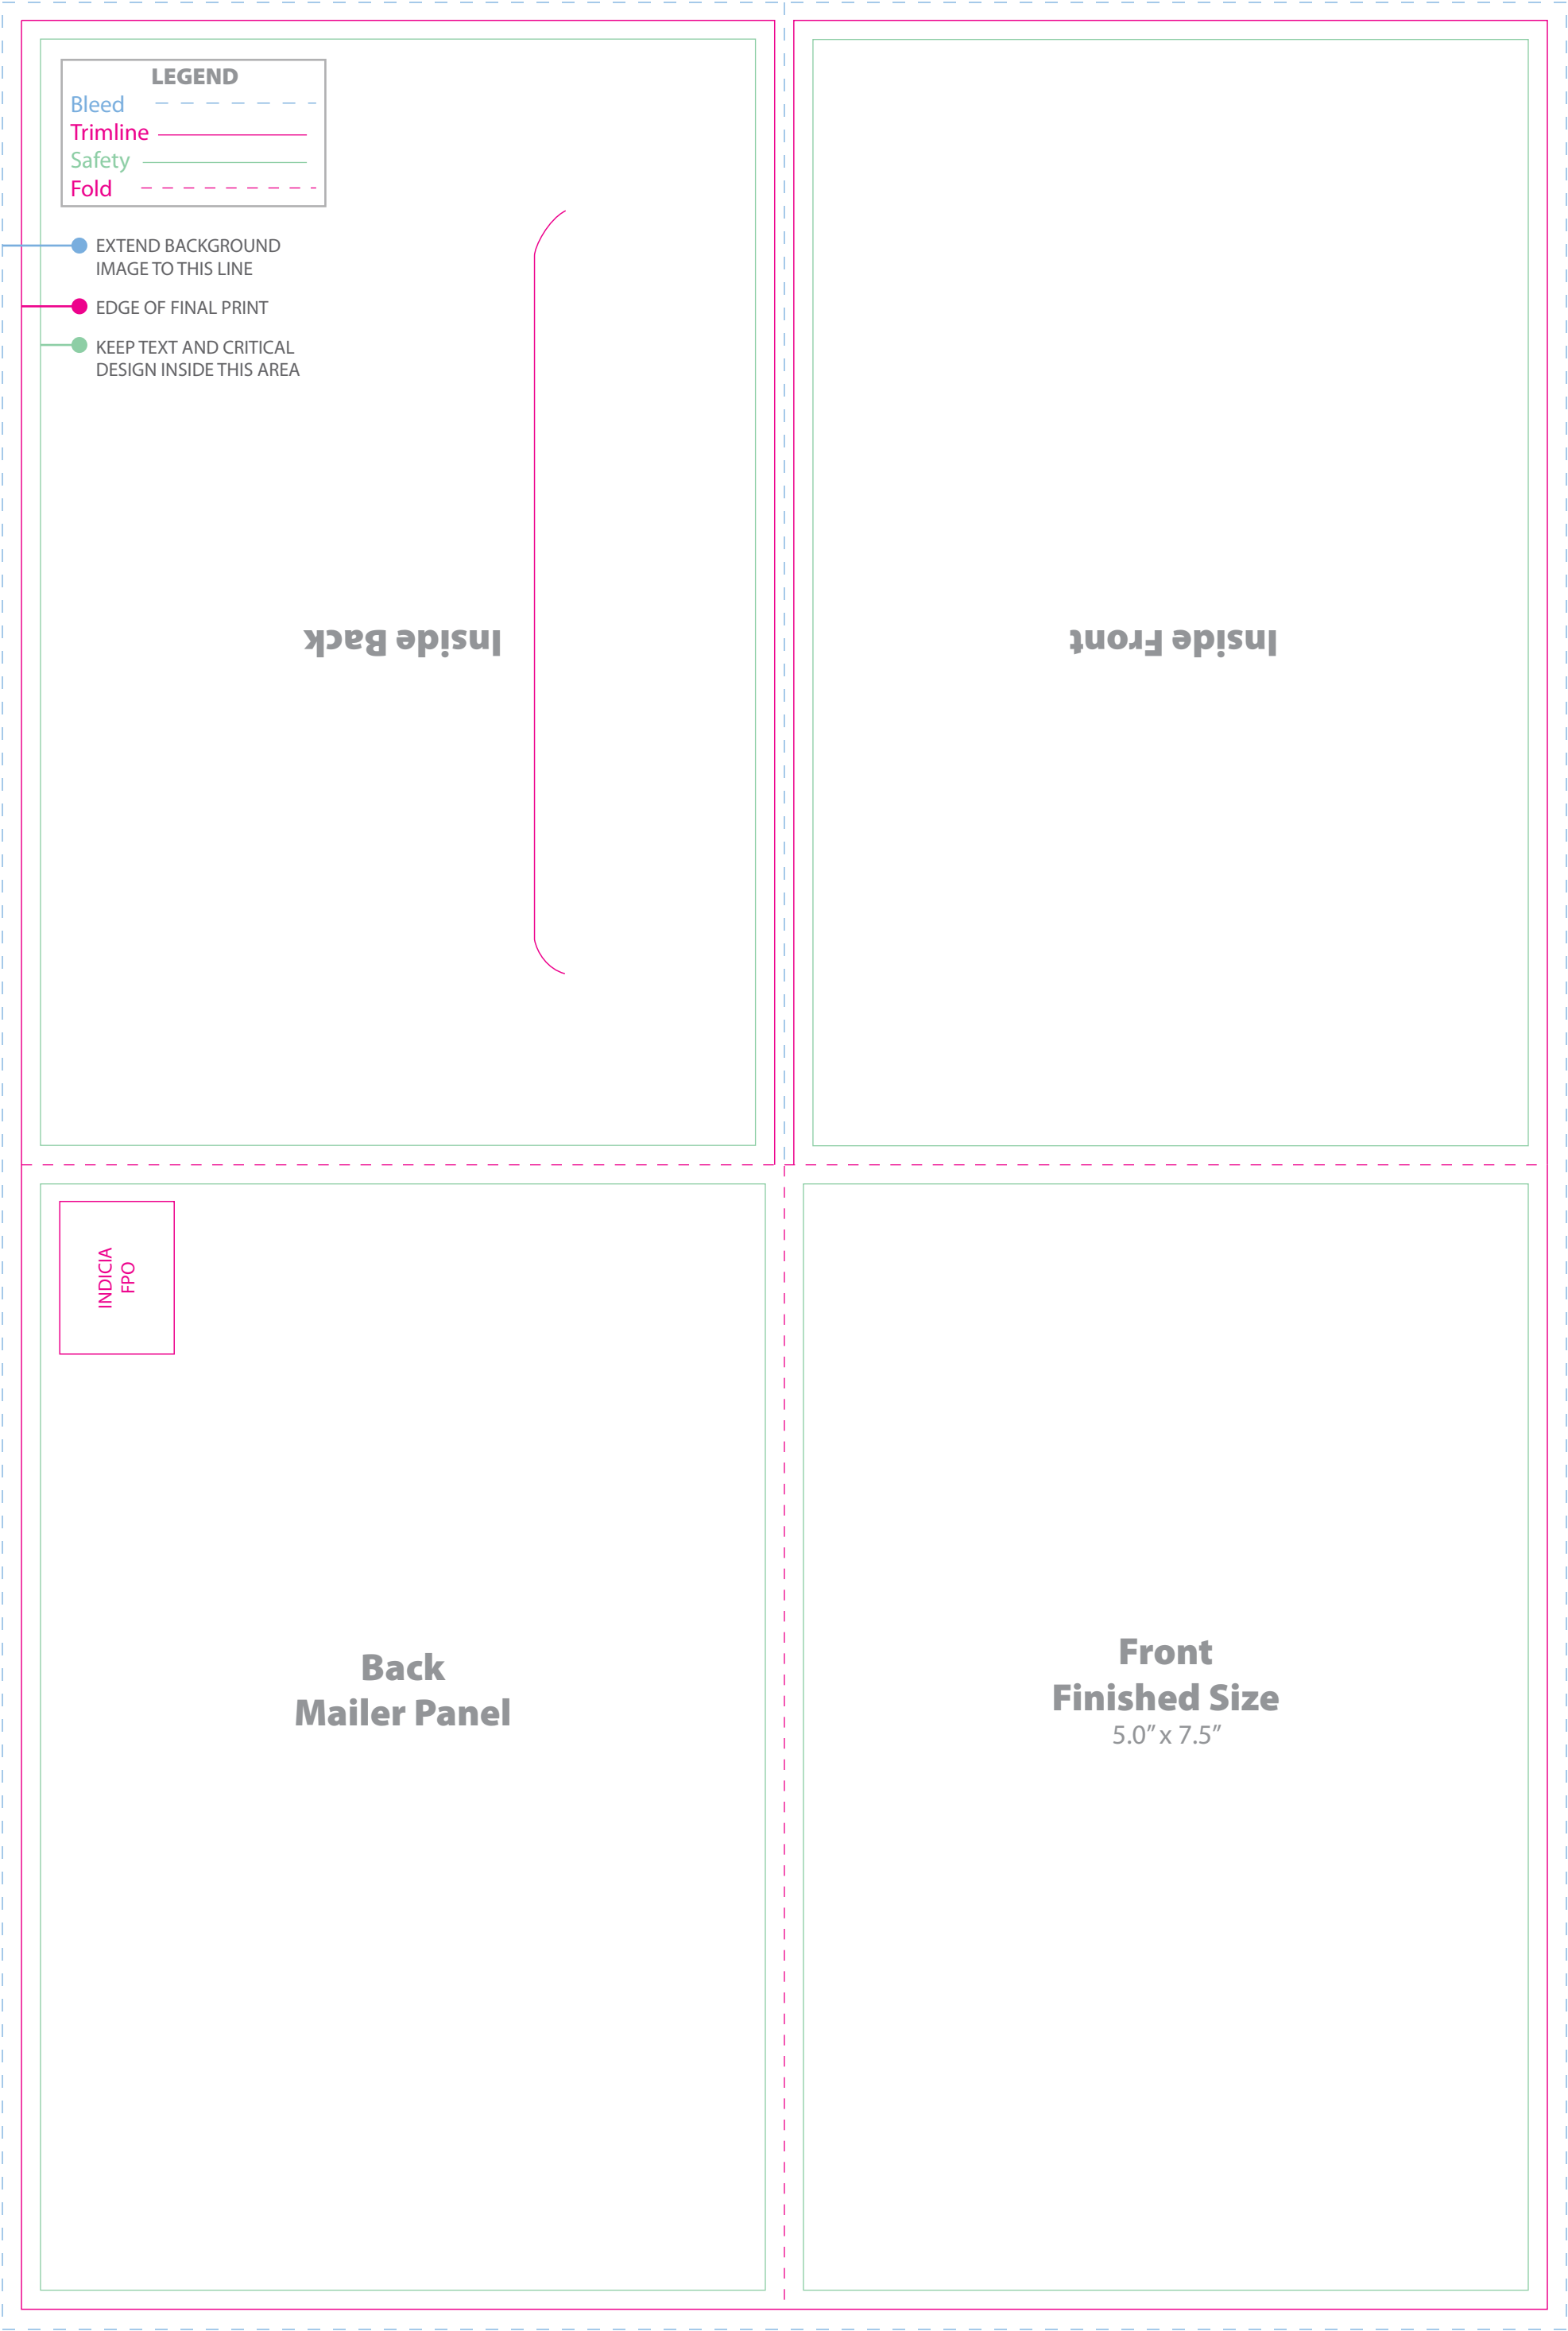 LEGEND
Bleed
Trimline
Safety
Fold
EXTEND BACKGROUND
IMAGE TO THIS LINE
EDGE OF FINAL PRINT
KEEP TEXT AND CRITICAL
DESIGN INSIDE THIS AREA
Inside Back
Inside Front
INDICIA
FPO
Back
Mailer Panel
Front
Finished Size
5.0” x 7.5”